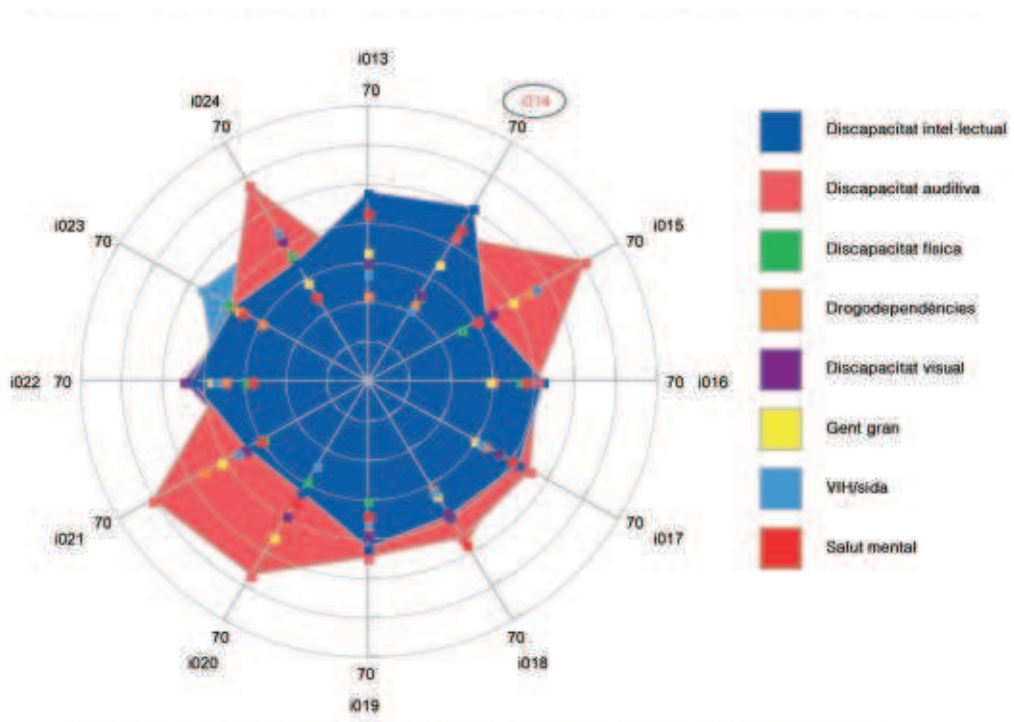 i013
70
i014
70
i015
70
70 i016
70
i017
70
i018
70
i019
70
i020
70
i021
i022 70
i023
70
i024
70
Discapacitat intel·lectual
Discapacitat auditiva
Discapacitat física
Drogodependències
Discapacitat visual
Gent gran
VIH/sida
Salut mental